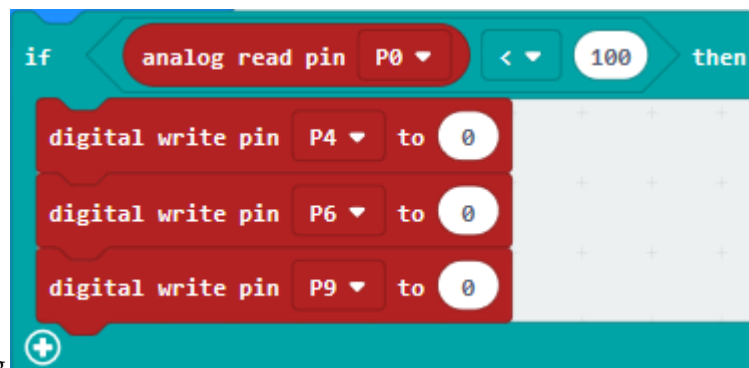 if analog read pin P0 < 100 then
digital write pin P4 to 0
digital write pin P6 to 0
digital write pin P9 to 0